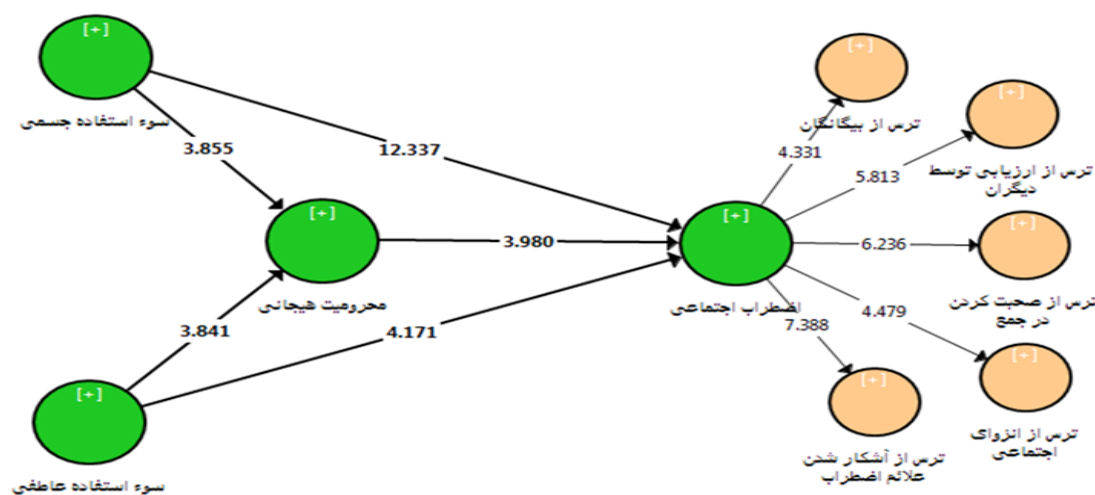 [+]
سوء استفاده جسمی
3.855
12.337
[+]
محرومیت هیجانی
3.980
3.841
4.171
[+]
سوء استفاده عاطفی
[+]
اضطراب اجتماعی
[+]
ترس از بیگانگان
4.331
[+]
ترس از ارزیابی توسط
دیگران
5.813
[+]
ترس از صحبت کردن
در جمع
6.236
[+]
ترس از انزوای
اجتماعی
4.479
[+]
ترس از آشکار شدن
علائم اضطراب
7.388